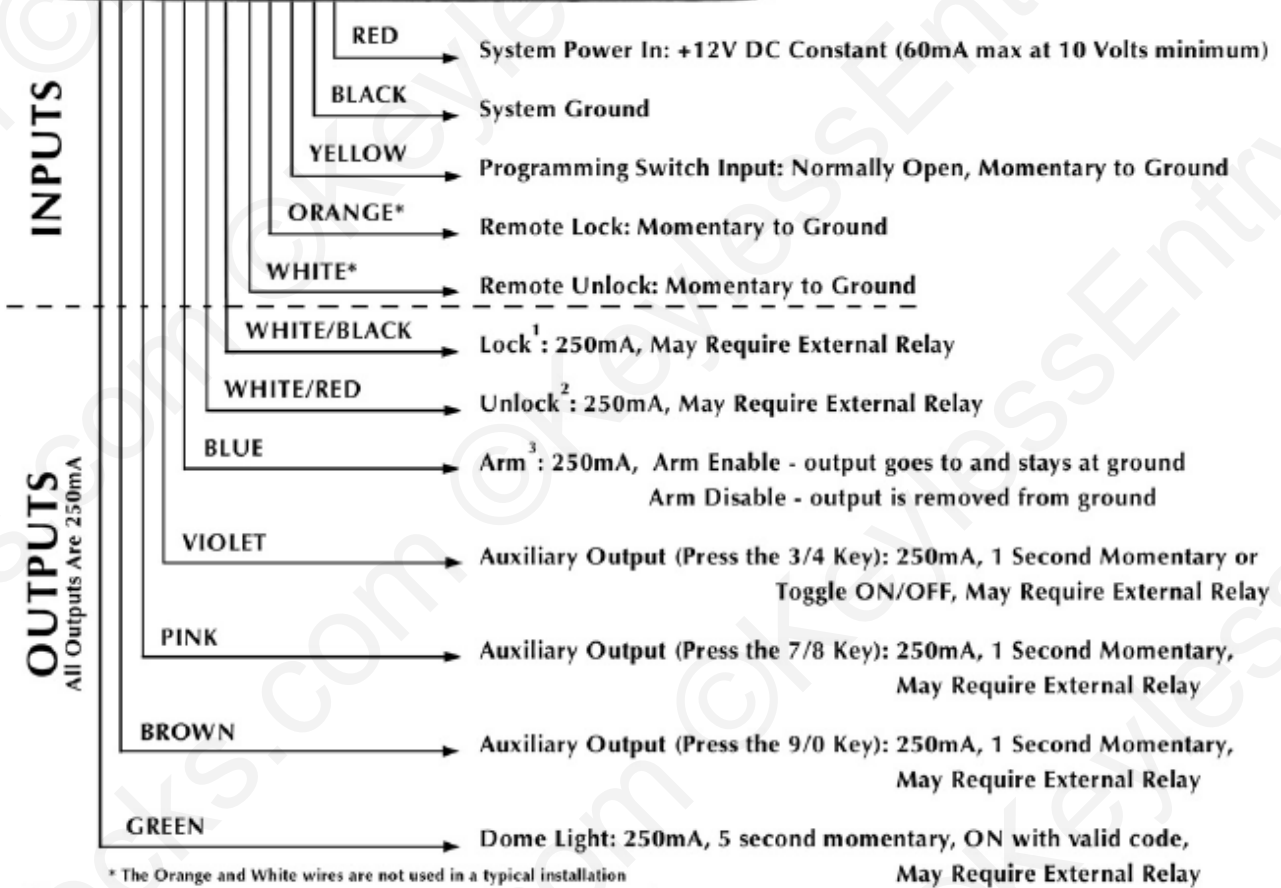 INPUTS
RED
System Power In: +12V DC Constant (60mA max at 10 Volts minimum)
BLACK
System Ground
YELLOW
Programming Switch Input: Normally Open, Momentary to Ground
ORANGE*
Remote Lock: Momentary to Ground
WHITE*
Remote Unlock: Momentary to Ground
OUTPUTS
All Outputs Are 250mA
WHITE/BLACK
Lock¹: 250mA, May Require External Relay
WHITE/RED
Unlock²: 250mA, May Require External Relay
BLUE
Arm³: 250mA, Arm Enable - output goes to and stays at ground
Arm Disable - output is removed from ground
VIOLET
Auxiliary Output (Press the 3/4 Key): 250mA, 1 Second Momentary or
Toggle ON/OFF, May Require External Relay
PINK
Auxiliary Output (Press the 7/8 Key): 250mA, 1 Second Momentary,
May Require External Relay
BROWN
Auxiliary Output (Press the 9/0 Key): 250mA, 1 Second Momentary,
May Require External Relay
GREEN
Dome Light: 250mA, 5 second momentary, ON with valid code,
May Require External Relay
* The Orange and White wires are not used in a typical installation